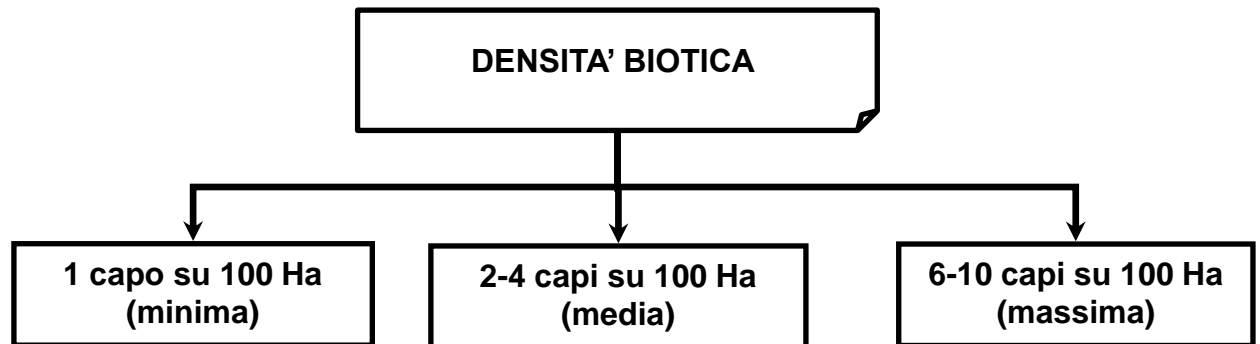 DENSITA’ BIOTICA
1 capo su 100 Ha
(minima)
2-4 capi su 100 Ha
(media)
6-10 capi su 100 Ha
(massima)